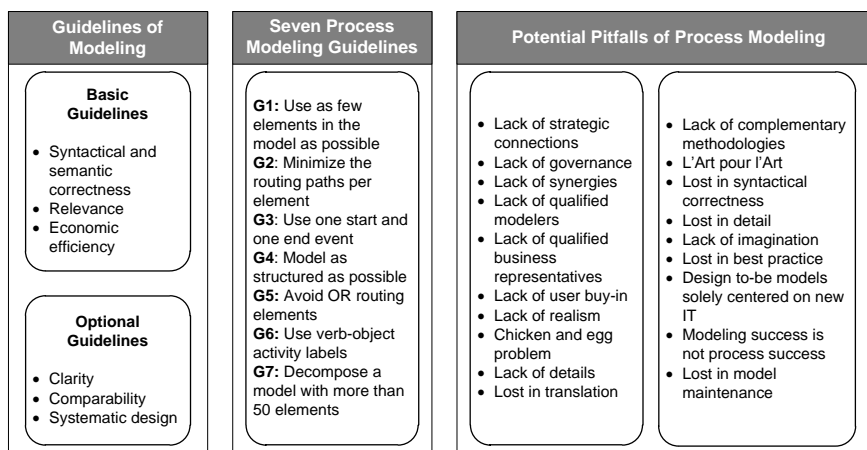 Guidelines of
Modeling
Basic
Guidelines
• Syntactical and
semantic
correctness
• Relevance
• Economic
efficiency
Optional
Guidelines
• Clarity
• Comparability
• Systematic design
Seven Process
Modeling Guidelines
G1: Use as few
elements in the
model as possible
G2: Minimize the
routing paths per
element
G3: Use one start and
one end event
G4: Model as
structured as possible
G5: Avoid OR routing
elements
G6: Use verb-object
activity labels
G7: Decompose a
model with more than
50 elements
Potential Pitfalls of Process Modeling
• Lack of strategic
connections
• Lack of governance
• Lack of synergies
• Lack of qualified
modelers
• Lack of qualified
business
representatives
• Lack of user buy-in
• Lack of realism
• Chicken and egg
problem
• Lack of details
• Lost in translation
• Lack of complementary
methodologies
• L'Art pour l'Art
• Lost in syntactical
correctness
• Lost in detail
• Lack of imagination
• Lost in best practice
• Design to-be models
solely centered on new
IT
• Modeling success is
not process success
• Lost in model
maintenance